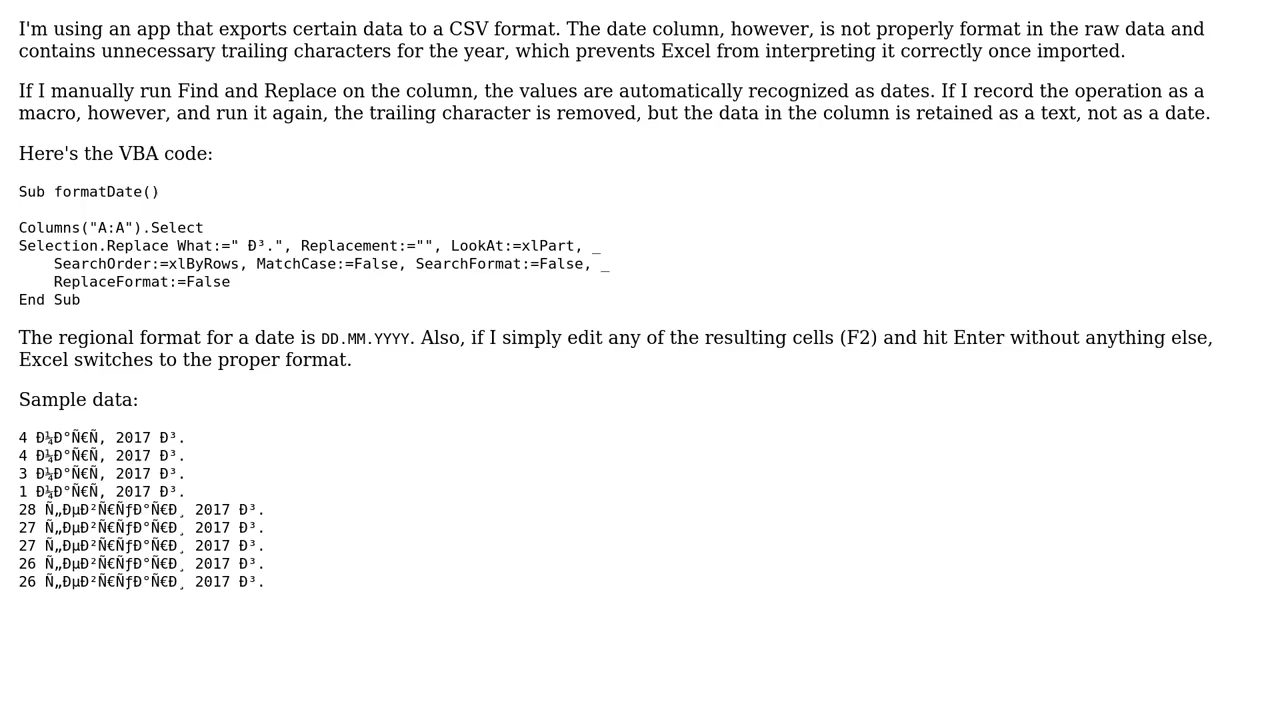 I'm using an app that exports certain data to a CSV format. The date column, however, is not properly format in the raw data and
contains unnecessary trailing characters for the year, which prevents Excel from interpreting it correctly once imported.
If I manually run Find and Replace on the column, the values are automatically recognized as dates. If I record the operation as a
macro, however, and run it again, the trailing character is removed, but the data in the column is retained as a text, not as a date.
Here's the VBA code:
Sub formatDate()
Columns("A:A").Select
Selection.Replace What:=" Ð³.", Replacement:="", LookAt:=xlPart, _
    SearchOrder:=xlByRows, MatchCase:=False, SearchFormat:=False, _
    ReplaceFormat:=False
End Sub
The regional format for a date is DD.MM.YYYY. Also, if I simply edit any of the resulting cells (F2) and hit Enter without anything else,
Excel switches to the proper format.
Sample data:
4 Ð¼Ð°Ñ€Ñ, 2017 Ð³.
4 Ð¼Ð°Ñ€Ñ, 2017 Ð³.
3 Ð¼Ð°Ñ€Ñ, 2017 Ð³.
1 Ð¼Ð°Ñ€Ñ, 2017 Ð³.
28 Ñ„ÐµÐ²Ñ€ÑƒÐ°Ñ€Ð¸ 2017 Ð³.
27 Ñ„ÐµÐ²Ñ€ÑƒÐ°Ñ€Ð¸ 2017 Ð³.
27 Ñ„ÐµÐ²Ñ€ÑƒÐ°Ñ€Ð¸ 2017 Ð³.
26 Ñ„ÐµÐ²Ñ€ÑƒÐ°Ñ€Ð¸ 2017 Ð³.
26 Ñ„ÐµÐ²Ñ€ÑƒÐ°Ñ€Ð¸ 2017 Ð³.